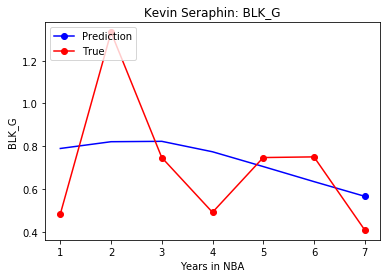 Kevin Seraphin: BLK_G
Prediction
True
BLK_G
1.2
1.0
0.8
0.6
0.4
1 2 3 4 5 6 7
Years in NBA